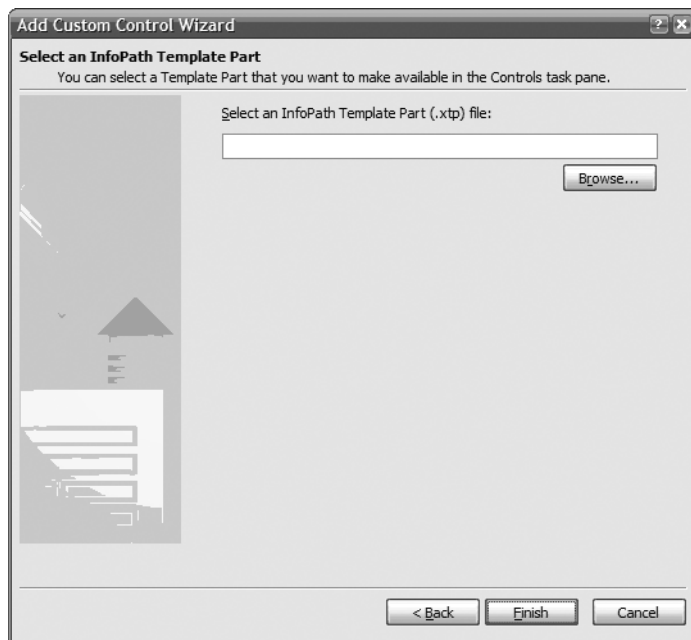 Add Custom Control Wizard
Select an InfoPath Template Part
You can select a Template Part that you want to make available in the Controls task pane.
Select an InfoPath Template Part (.xtp) file:
Browse...
< Back Finish Cancel